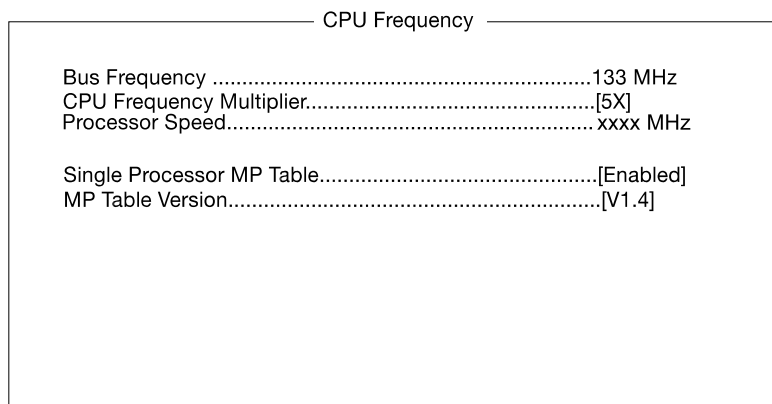 CPU Frequency
Bus Frequency ................................................................133 MHz
CPU Frequency Multiplier.................................................[5X]
Processor Speed.............................................................. xxxx MHz
Single Processor MP Table...............................................[Enabled]
MP Table Version...............................................................[V1.4]